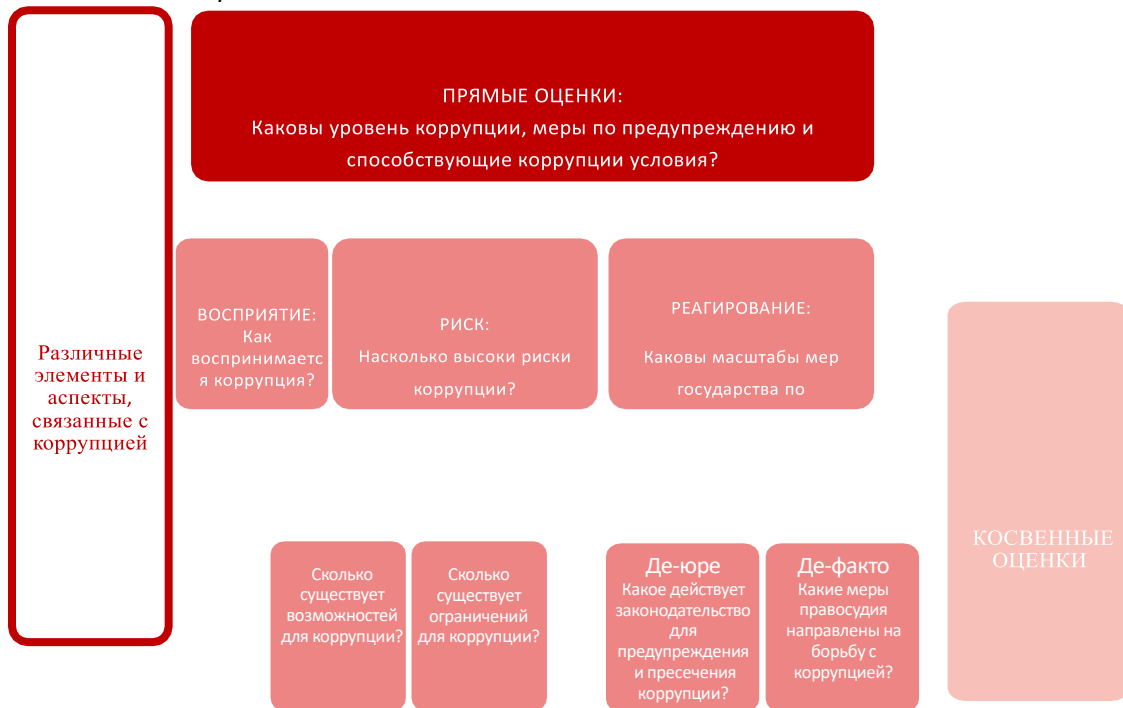 ПРЯМЫЕ ОЦЕНКИ:
Каковы уровень коррупции, меры по предупреждению и
способствующие коррупции условия?
Различные
элементы и
аспекты,
связанные с
коррупцией
ВОСПРИЯТИЕ:
Как
воспринимаетс
я коррупция?
РИСК:
Насколько высоки риски
коррупции?
РЕАГИРОВАНИЕ:
Каковы масштабы мер
государства по
КОСВЕННЫЕ
ОЦЕНКИ
Сколько
существует
возможностей
для коррупции?
Сколько
существует
ограничений
для коррупции?
Де-юре
Какое действует
законодательство
для
предупреждения
и пресечения
коррупции?
Де-факто
Какие меры
правосудия
направлены на
борьбу с
коррупцией?